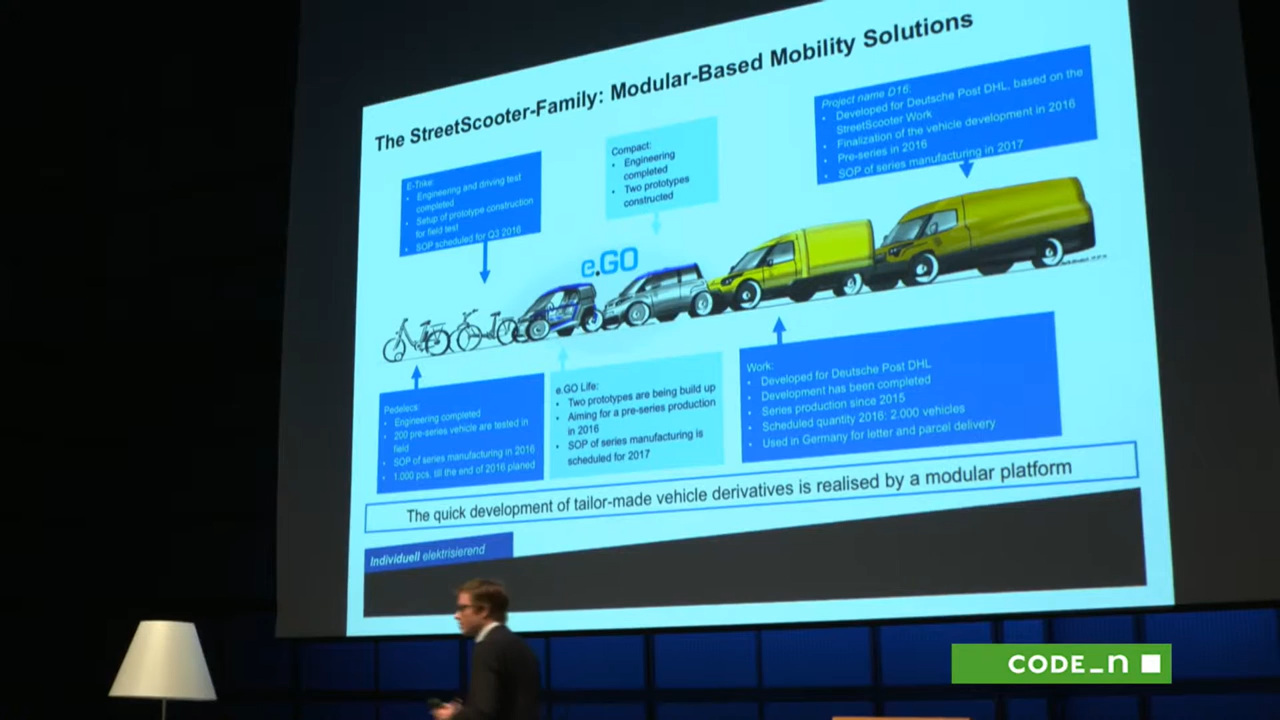 The StreetScooter-Family: Modular-Based Mobility Solutions
E-Trike:
• Engineering and driving test
completed
• Setup of prototype construction
for field test
• SOP scheduled for Q3 2016
Compact:
• Engineering
completed
• Two prototypes
constructed
Project name D16:
• Developed for Deutsche Post DHL, based on the
StreetScooter Work
• Finalization of the vehicle development in 2016
• Pre-series in 2016
• SOP of series manufacturing in 2017
e.GO
Pedelecs:
• Engineering completed
• 200 pre-series vehicle are tested in
field
• SOP of series manufacturing in 2016
• 1.000 pcs. till the end of 2016 planed
e.GO Life:
• Two prototypes are being build up
• Aiming for a pre-series production
in 2016
• SOP of series manufacturing is
scheduled for 2017
Work:
• Developed for Deutsche Post DHL
• Development has been completed
• Series production since 2015
• Scheduled quantity 2016: 2.000 vehicles
• Used in Germany for letter and parcel delivery
The quick development of tailor-made vehicle derivatives is realised by a modular platform
Individuell elektrisierend
CODE_n